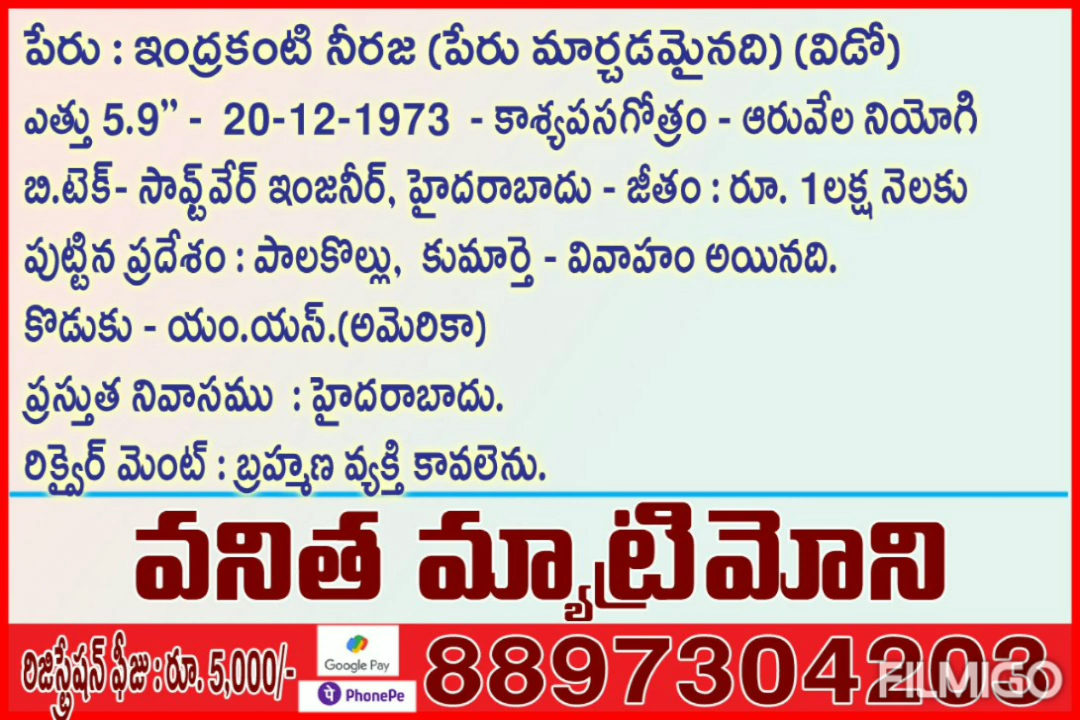 పేరు : ఇంద్రకంటి నీరజ (పేరు మార్చడమైనది) (విడో)
ఎత్తు 5.9” - 20-12-1973 - కాశ్యపసగోత్రం - ఆరువేల నియోగి
బి.టెక్- సాఫ్ట్‌వేర్ ఇంజనీర్, హైదరాబాదు - జీతం : రూ. 1లక్ష నెలకు
పుట్టిన ప్రదేశం : పాలకొల్లు, కుమార్తె - వివాహం అయినది.
కొడుకు - యం.యస్.(అమెరికా)
ప్రస్తుత నివాసము : హైదరాబాదు.
రిక్వైర్ మెంట్ : బ్రహ్మణ వ్యక్తి కావలెను.
వనిత మ్యాట్రిమోని
రిజిస్ట్రేషన్ ఫీజు : రూ. 5,000/-
Google Pay
PhonePe
8897304203
FILMIGO